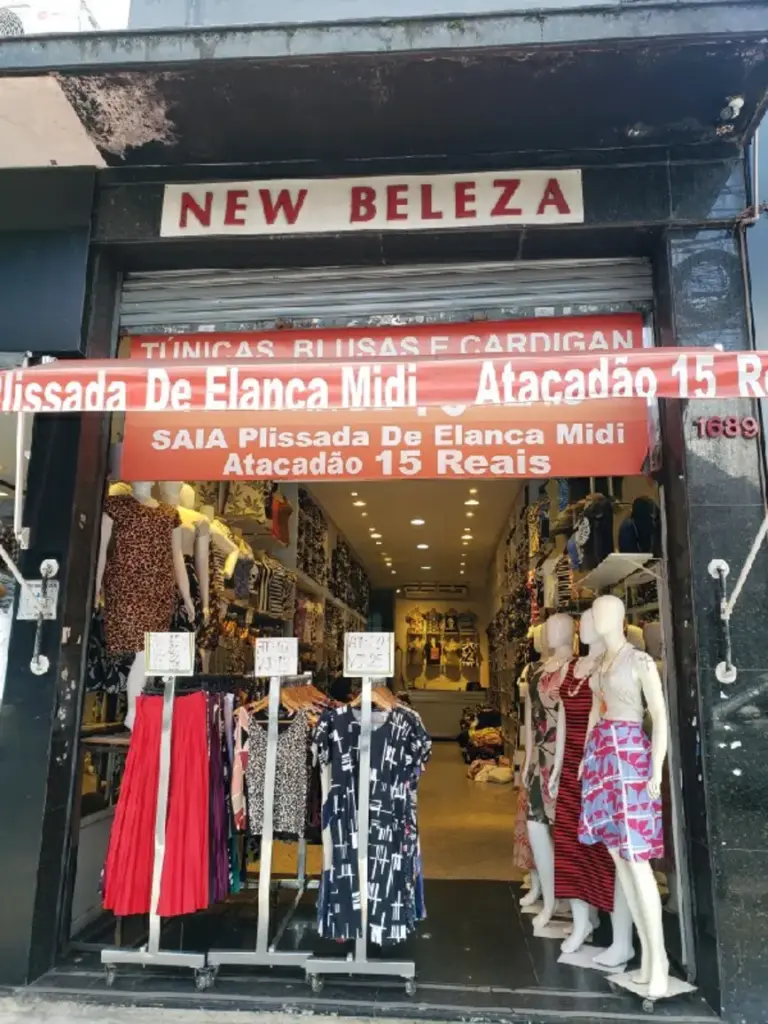 NEW BELEZA
TÚNICAS, BLUSAS E CARDIGAN
lissada De Elanca Midi Atacadão 15 R
SAIA Plissada De Elanca Midi
Atacadão 15 Reais
1689